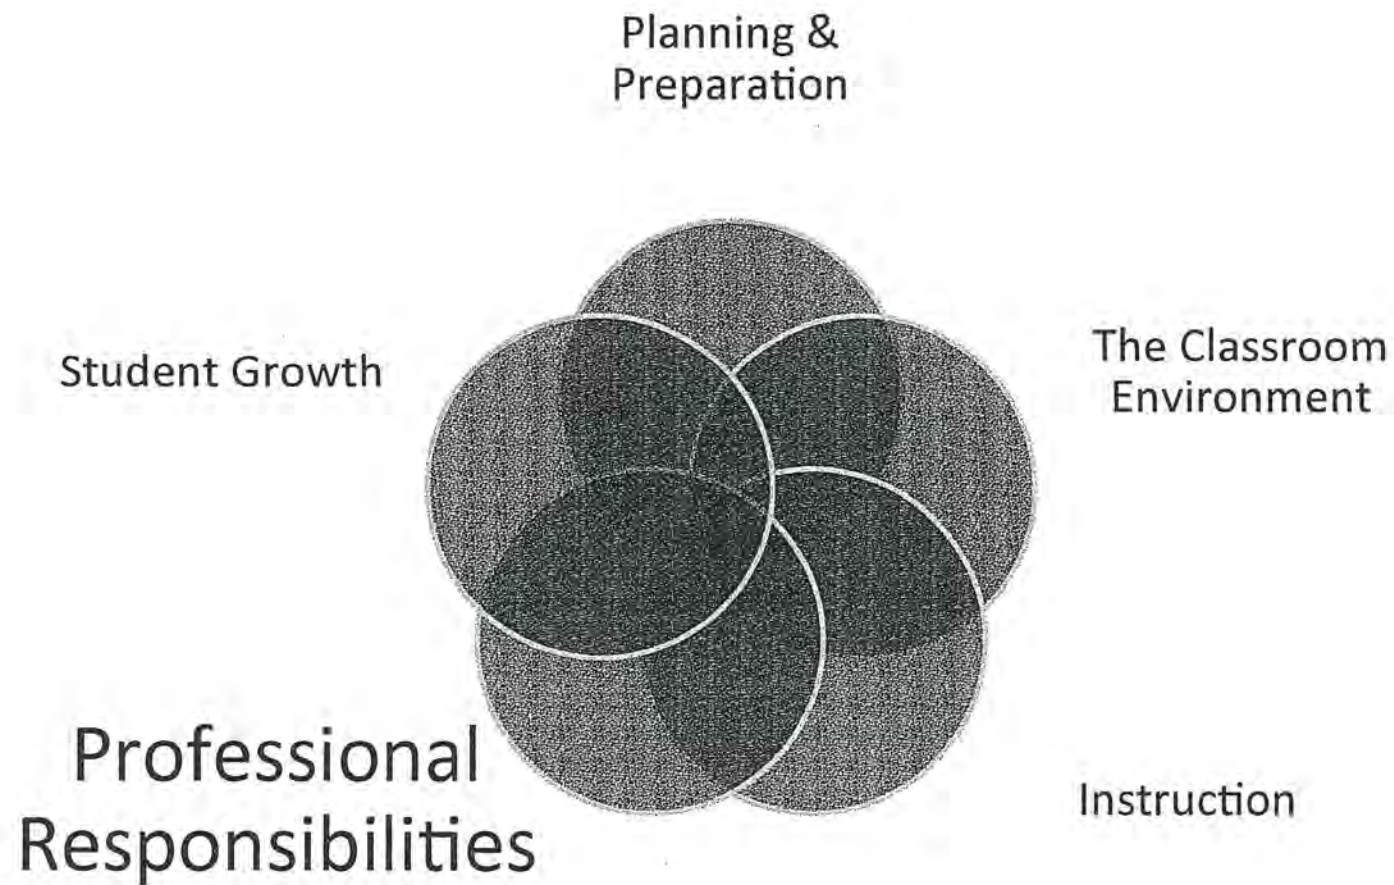 Planning &
Preparation
Student Growth
The Classroom
Environment
Professional
Responsibilities
Instruction